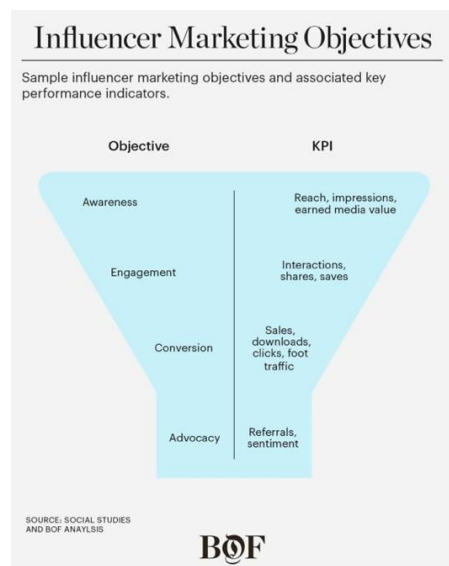 Influencer Marketing Objectives
Sample influencer marketing objectives and associated key
performance indicators.
Objective
KPI
Awareness
Reach, impressions,
earned media value
Engagement
Interactions,
shares, saves
Conversion
Sales,
downloads,
clicks, foot
traffic
Advocacy
Referrals,
sentiment
SOURCE: SOCIAL STUDIES
AND BOF ANAYLSIS
BOF